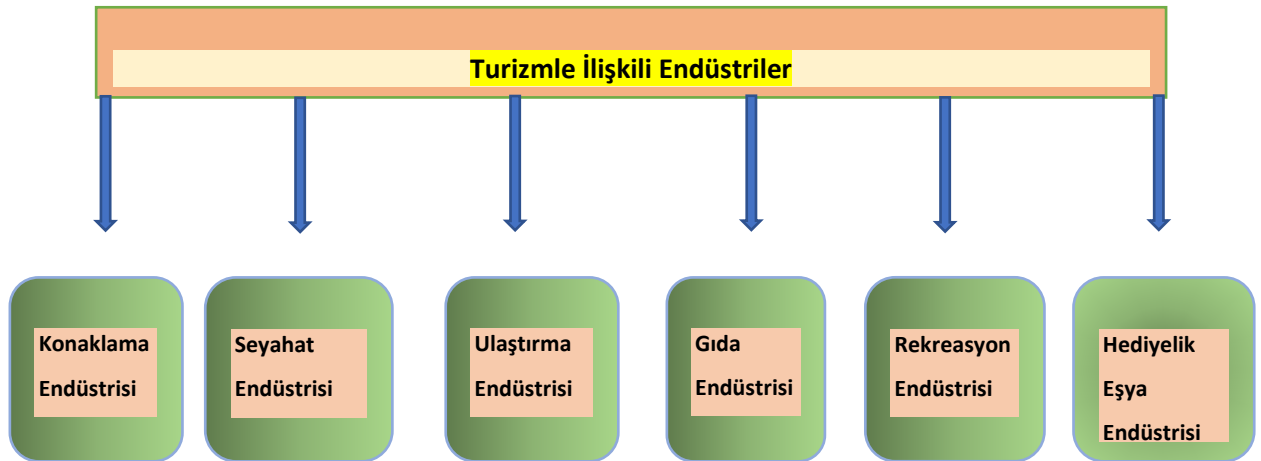 Turizmle İlişkili Endüstriler
Konaklama
Endüstrisi
Seyahat
Endüstrisi
Ulaştırma
Endüstrisi
Gıda
Endüstrisi
Rekreasyon
Endüstrisi
Hediyelik
Eşya
Endüstrisi